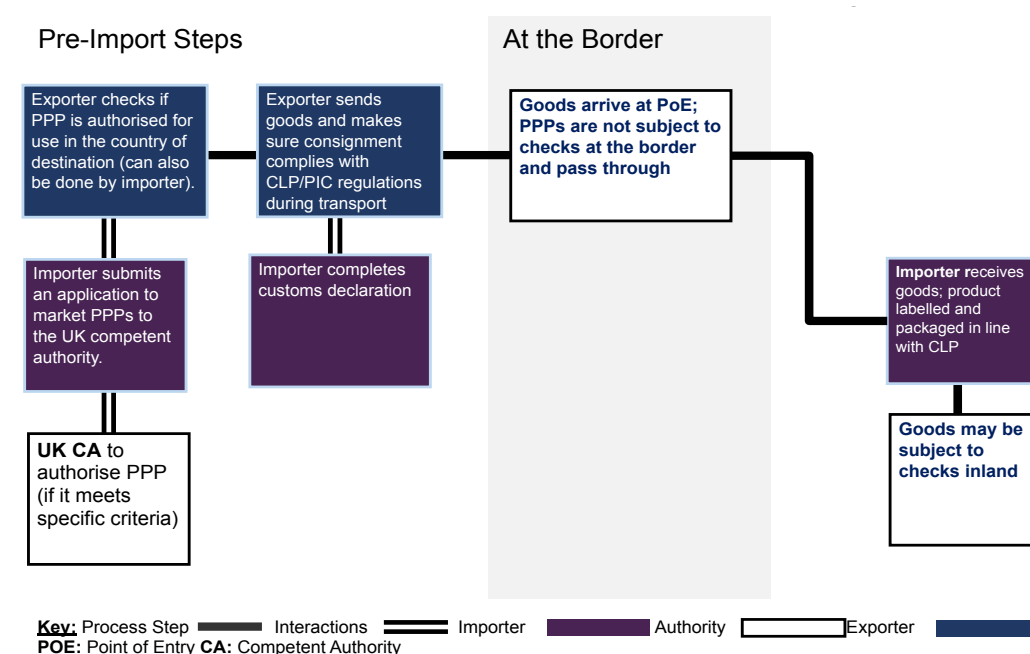 Pre-Import Steps
At the Border
Exporter checks if
PPP is authorised for
use in the country of
destination (can also
be done by importer).
Exporter sends
goods and makes
sure consignment
complies with
CLP/PIC regulations
during transport
Goods arrive at PoE;
PPPs are not subject to
checks at the border
and pass through
Importer submits
an application to
market PPPs to
the UK competent
authority.
Importer completes
customs declaration
Importer receives
goods; product
labelled and
packaged in line
with CLP
UK CA to
authorise PPP
(if it meets
specific criteria)
Goods may be
subject to
checks inland
Key: Process Step Interactions Importer Authority Exporter
POE: Point of Entry CA: Competent Authority